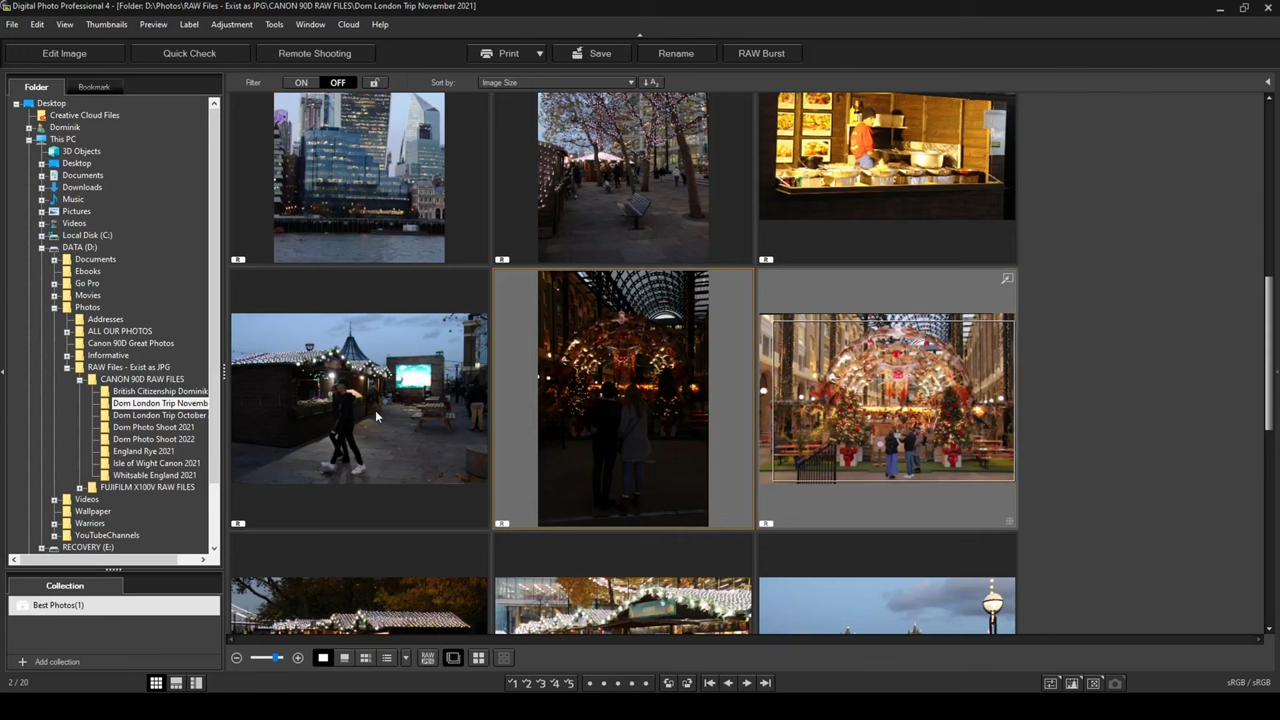 Digital Photo Professional 4 - [Folder: D:\Photos\RAW Files - Exist as JPG\CANON 90D RAW FILES\Dom London Trip November 2021]
File Edit View Thumbnails Preview Label Adjustment Tools Window Cloud Help
Edit Image Quick Check Remote Shooting Print Save Rename RAW Burst
Folder Bookmark Filter ON OFF Sort by: Image Size
Desktop
Creative Cloud Files
Dominik
This PC
3D Objects
Desktop
Documents
Downloads
Music
Pictures
Videos
Local Disk (C:)
DATA (D:)
Documents
Ebooks
Go Pro
Movies
Photos
Addresses
ALL OUR PHOTOS
Canon 90D Great Photos
Informative
RAW Files - Exist as JPG
CANON 90D RAW FILES
British Citizenship Dominik
Dom London Trip Novemb
Dom London Trip October
Dom Photo Shoot 2021
Dom Photo Shoot 2022
England Rye 2021
Isle of Wight Canon 2021
Whitsable England 2021
FUJIFILM X100V RAW FILES
Videos
Wallpaper
Warriors
YouTubeChannels
RECOVERY (E:)
R R R
R R R
Collection
Best Photos(1)
Add collection
RAW JPEG
2 / 20
1 2 3 4 5
sRGB / sRGB